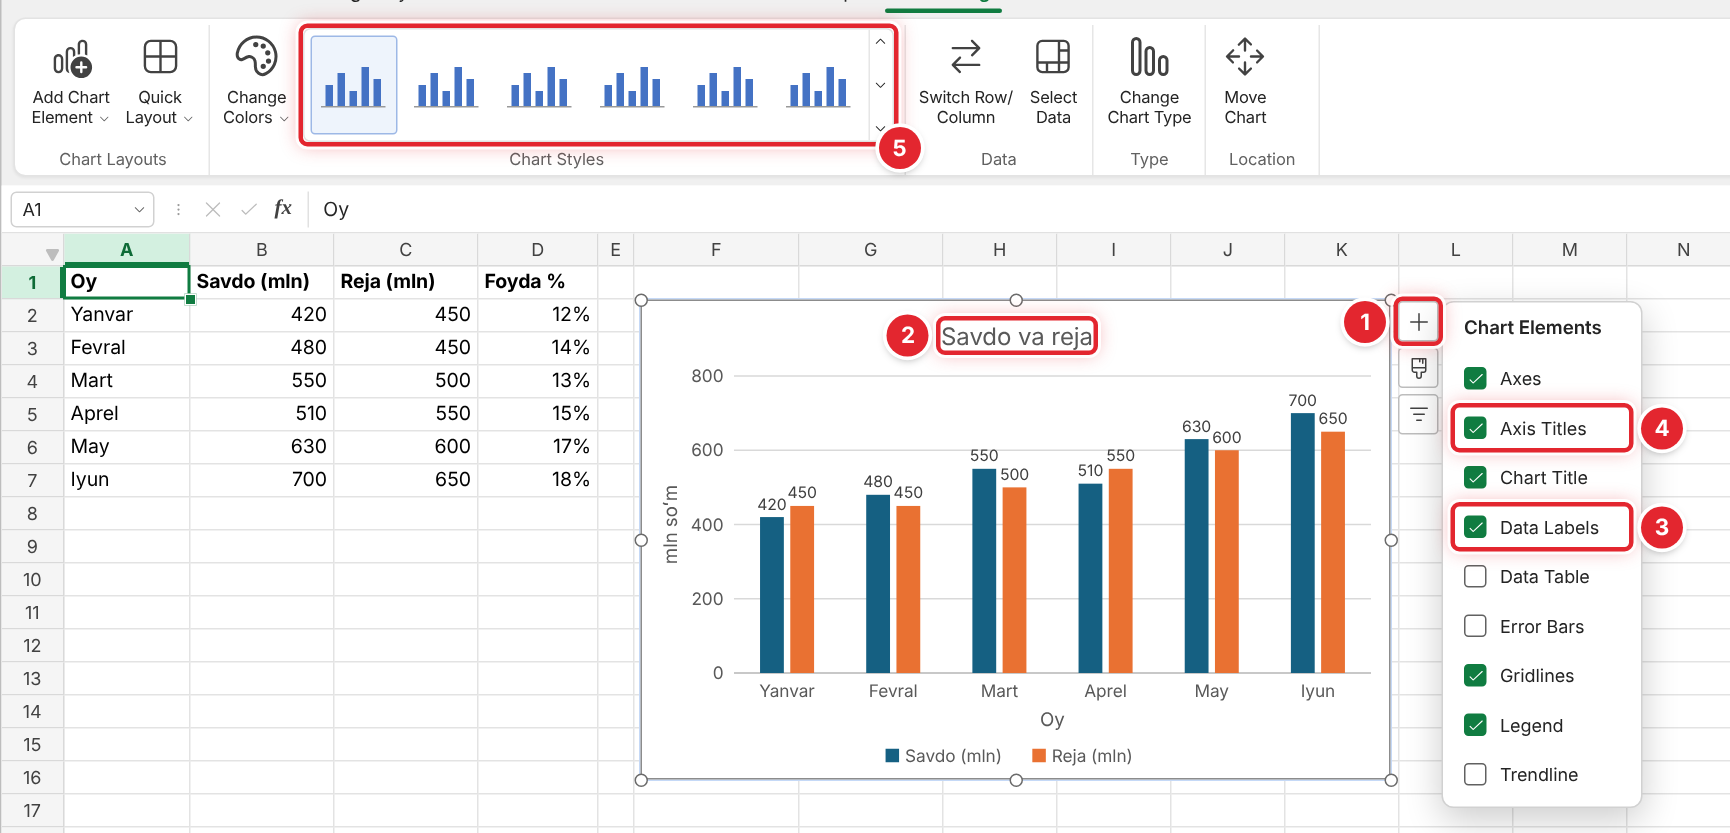 Add Chart
Element
Quick
Layout
Change
Colors
Switch Row/
Column
Select
Data
Change
Chart Type
Move
Chart
Chart Layouts
Chart Styles
5
Data
Type
Location
A1
fx
Oy
A B C D E F G H I J K L M N
1 Oy Savdo (mln) Reja (mln) Foyda %
2 Yanvar 420 450 12%
3 Fevral 480 450 14%
4 Mart 550 500 13%
5 Aprel 510 550 15%
6 May 630 600 17%
7 Iyun 700 650 18%
8
9
10
11
12
13
14
15
16
17
2 Savdo va reja
800
600
400
200
0
mln so‘m
420 450
480 450
550 500
510 550
630 600
700 650
Yanvar Fevral Mart Aprel May Iyun
Oy
Savdo (mln) Reja (mln)
1
Chart Elements
Axes
Axis Titles 4
Chart Title
Data Labels 3
Data Table
Error Bars
Gridlines
Legend
Trendline